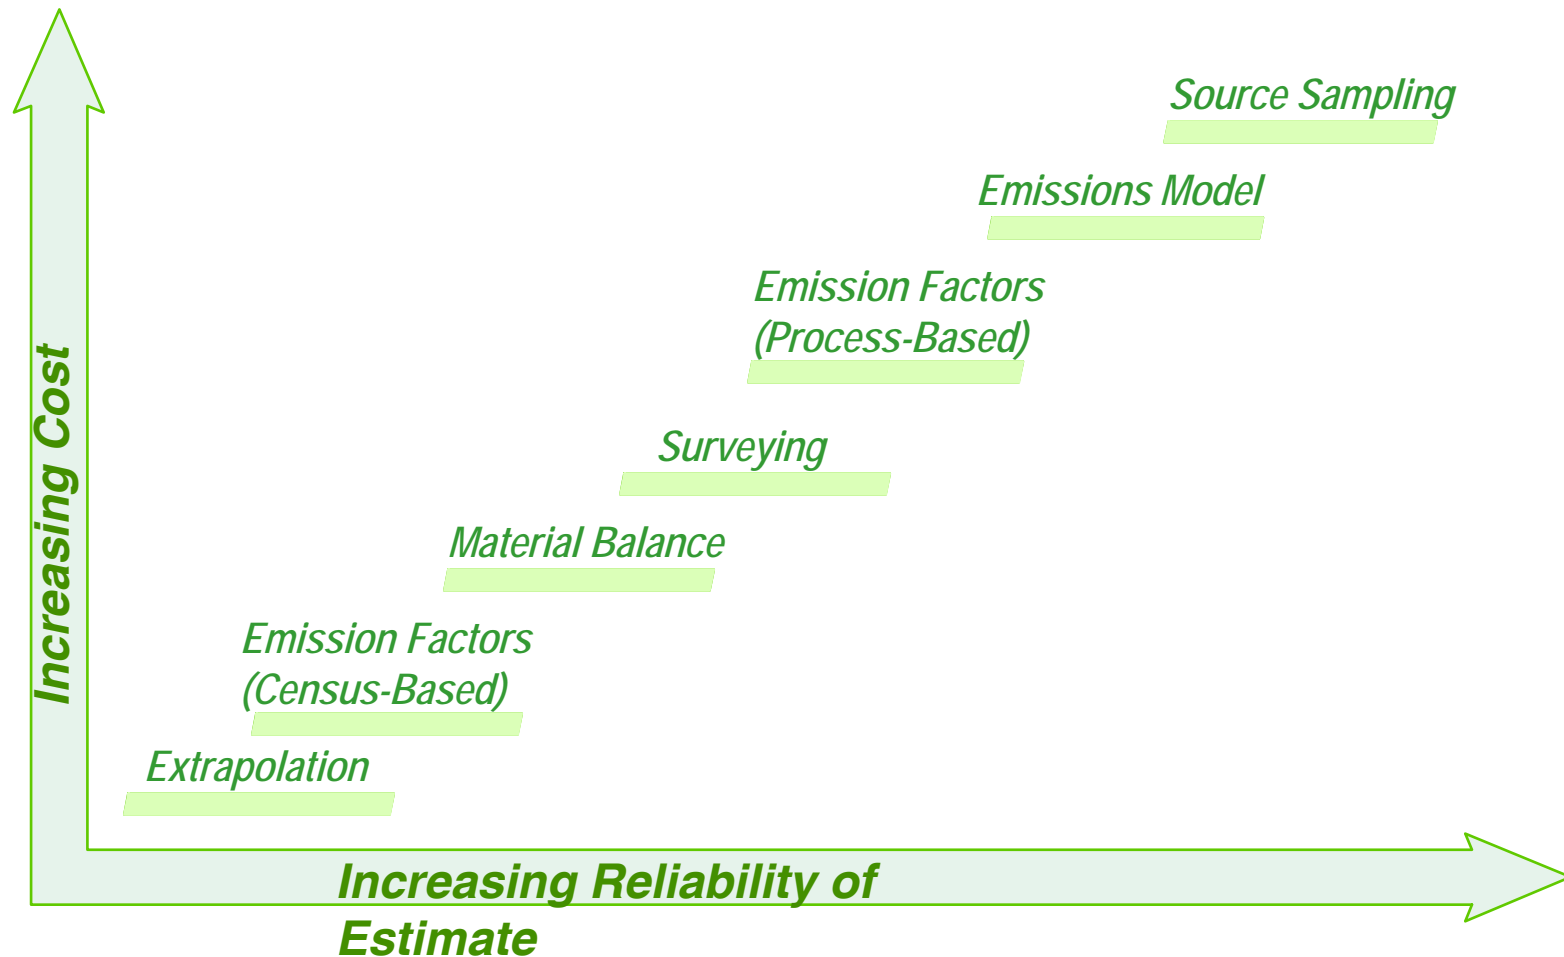 Source Sampling
Emissions Model
Emission Factors
(Process-Based)
Surveying
Material Balance
Emission Factors
(Census-Based)
Extrapolation
Increasing Cost
Increasing Reliability of
Estimate